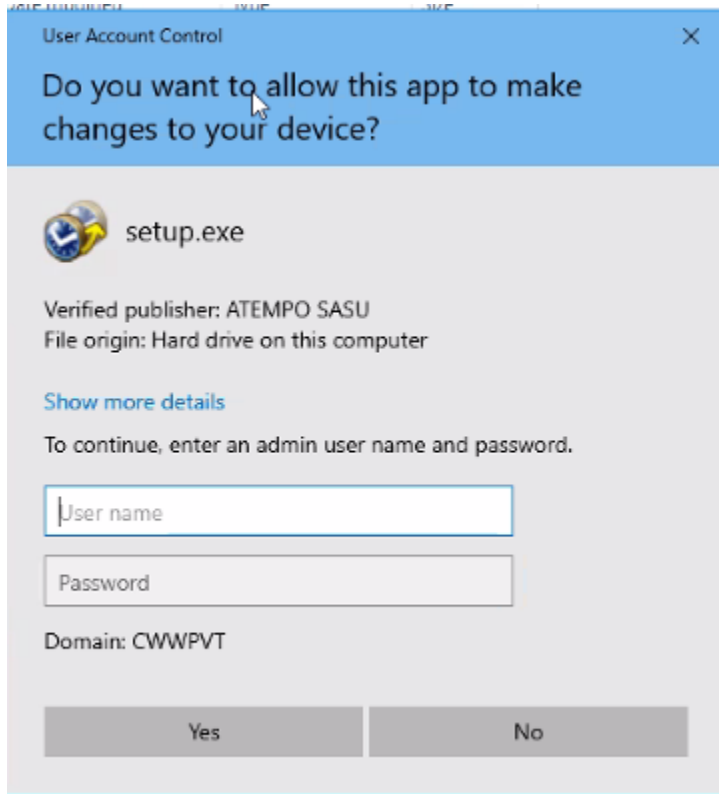 User Account Control
Do you want to allow this app to make
changes to your device?
setup.exe
Verified publisher: ATEMPO SASU
File origin: Hard drive on this computer
Show more details
To continue, enter an admin user name and password.
User name
Password
Domain: CWWPVT
Yes
No